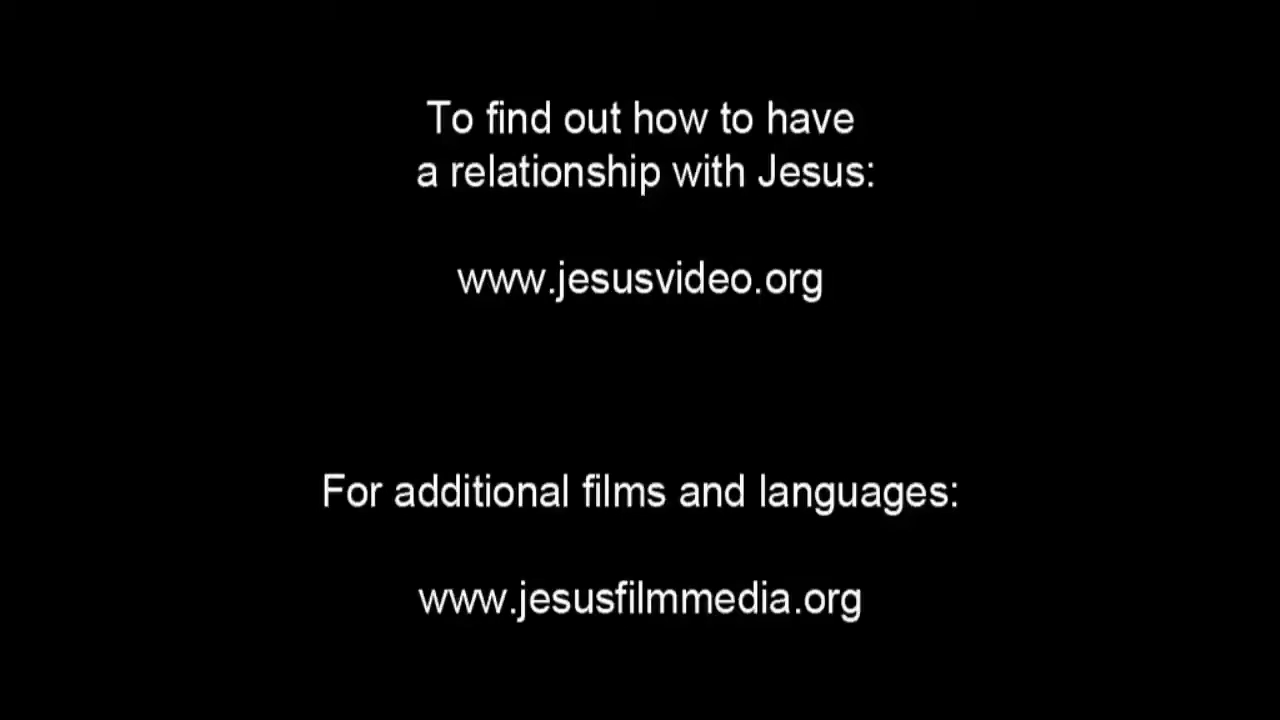 To find out how to have
a relationship with Jesus:
www.jesusvideo.org
For additional films and languages:
www.jesusfilmmedia.org